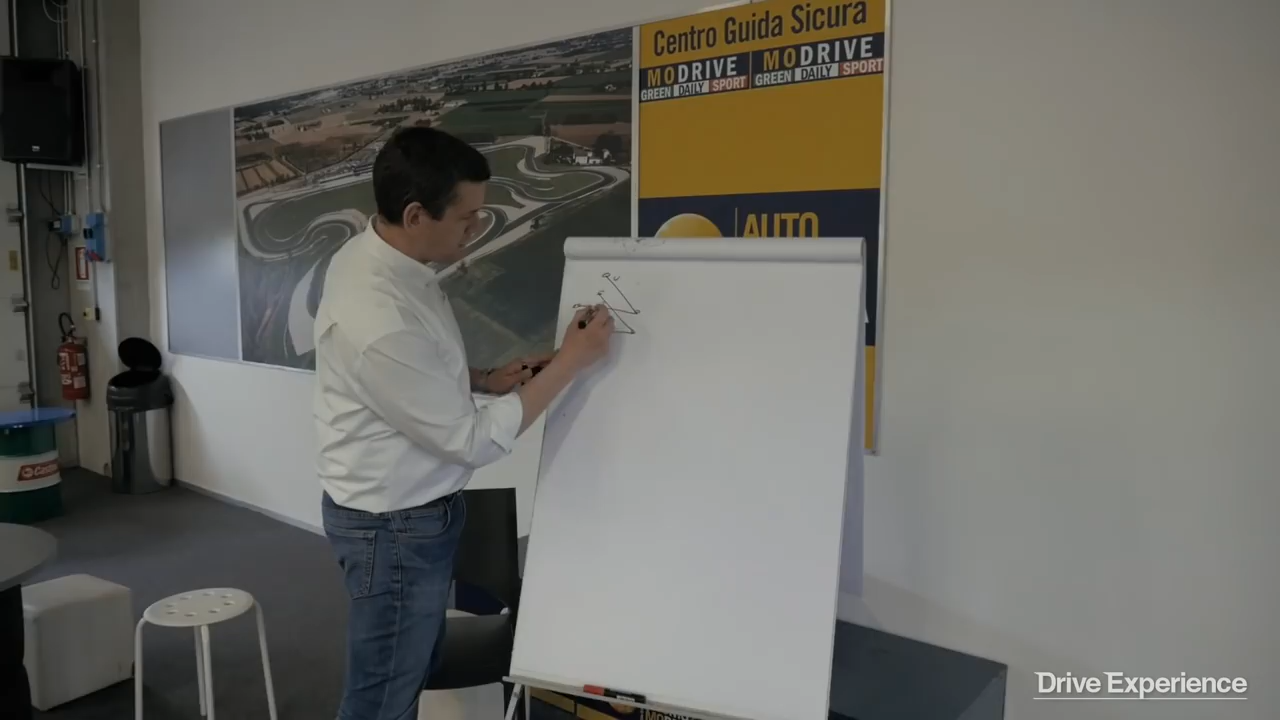 Centro Guida Sicura
MODRIVE MODRIVE
GREEN DAILY SPORT GREEN DAILY SPORT
AUTO
Drive Experience